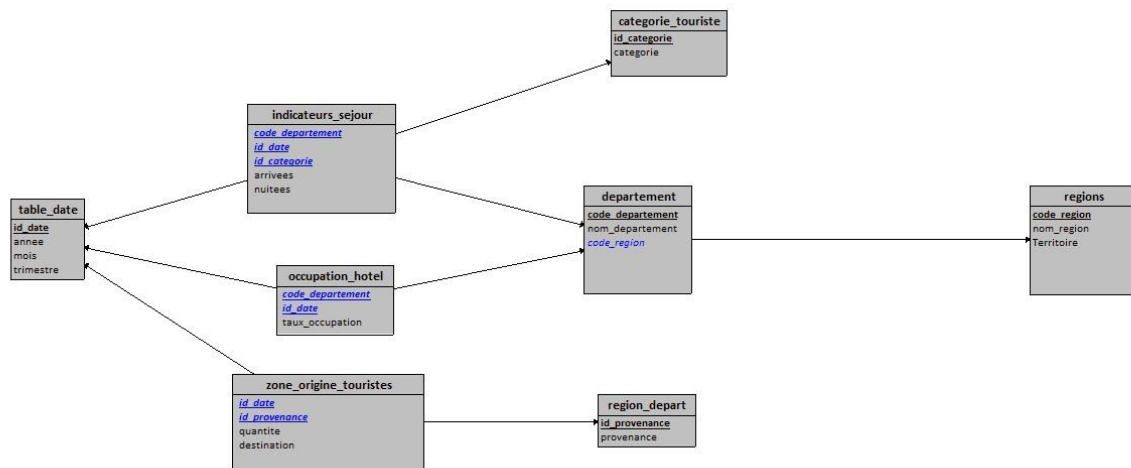 categorie_touriste
id_categorie
categorie
indicateurs_sejour
code_departement
id_date
id_categorie
arrivees
nuitees
table_date
id_date
annee
mois
trimestre
departement
code_departement
nom_departement
code_region
regions
code_region
nom_region
Territoire
occupation_hotel
code_departement
id_date
taux_occupation
zone_origine_touristes
id_date
id_provenance
quantite
destination
region_depart
id_provenance
provenance